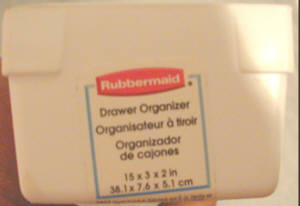 Rubbermaid
Drawer Organizer
Organisateur à tiroir
Organizador
de cajones
15 x 3 x 2 in
38.1 x 7.6 x 5.1 cm